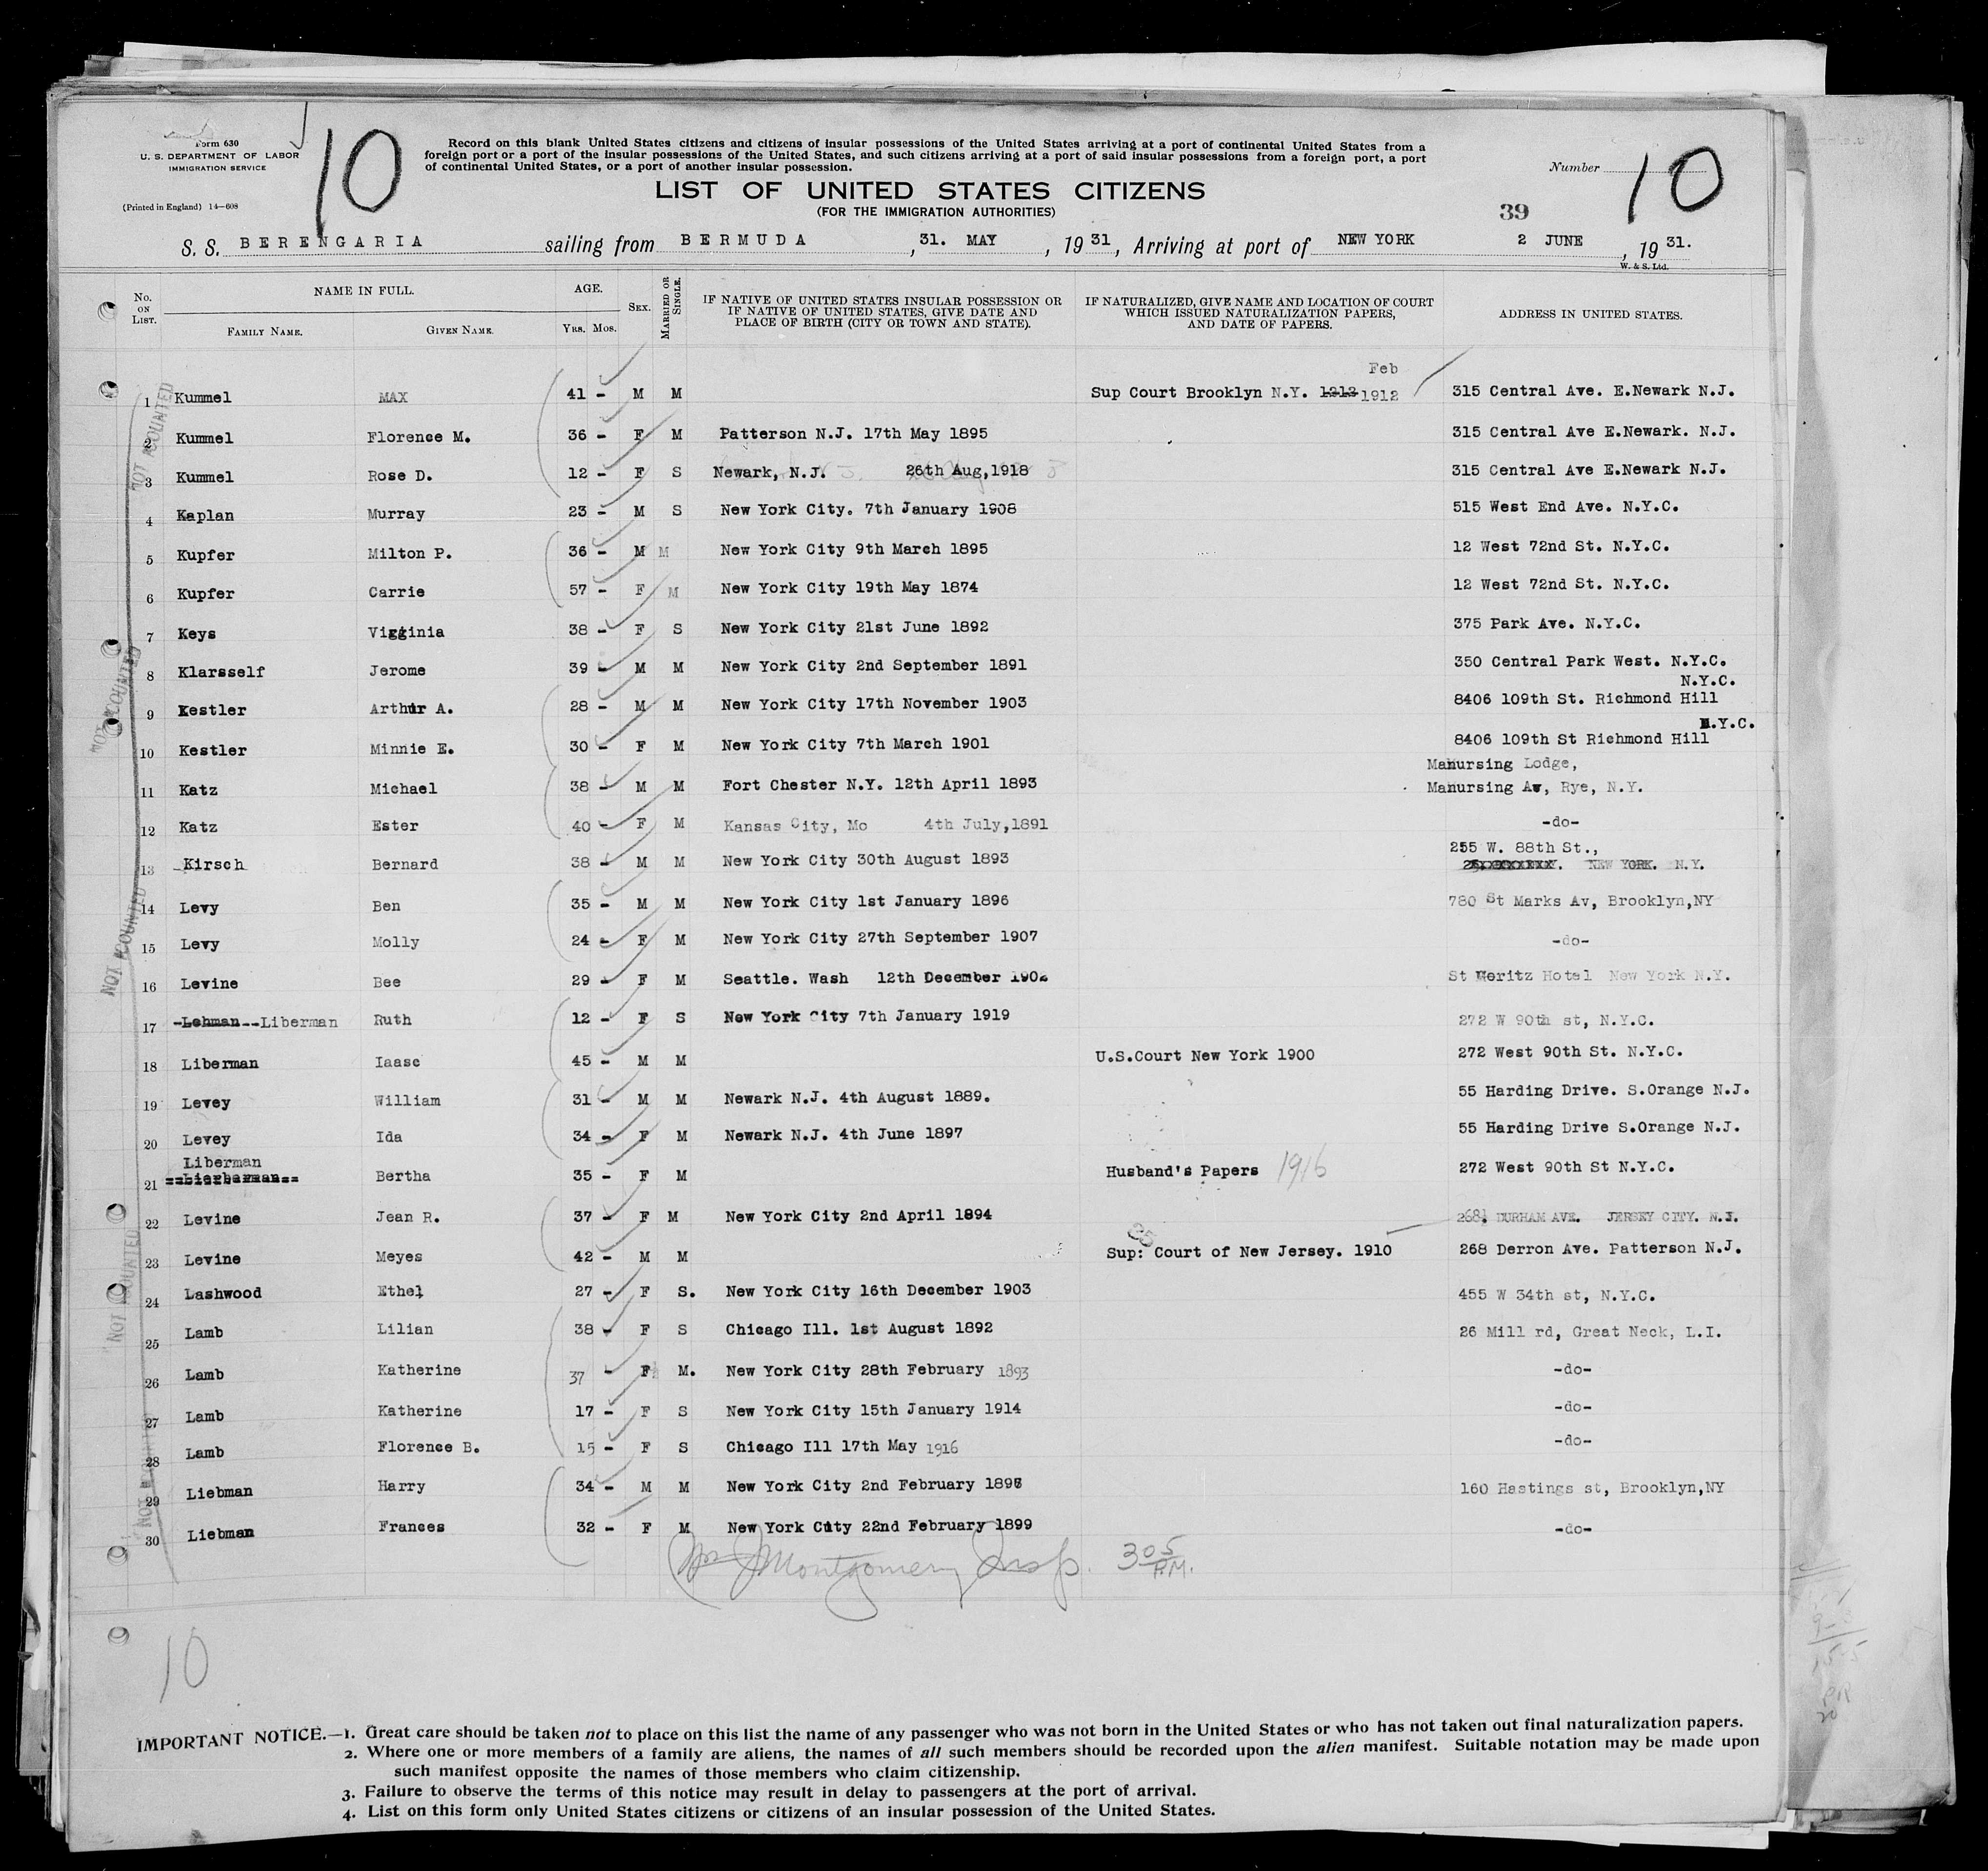 Form 630
U. S. DEPARTMENT OF LABOR
IMMIGRATION SERVICE
(Printed in England) 14—608
10
Record on this blank United States citizens and citizens of insular possessions of the United States arriving at a port of continental United States from a
foreign port or a port of the insular possessions of the United States, and such citizens arriving at a port of said insular possessions from a foreign port, a port
of continental United States, or a port of another insular possession.
Number 10
LIST OF UNITED STATES CITIZENS
(FOR THE IMMIGRATION AUTHORITIES)
39
S. S. BERENGARIA sailing from BERMUDA, 31. MAY, 1931, Arriving at port of NEW YORK 2 JUNE, 1931.
W. & S. Ltd.
No. ON LIST. NAME IN FULL. FAMILY NAME. GIVEN NAME. AGE. YRS. MOS. SEX. MARRIED OR SINGLE. IF NATIVE OF UNITED STATES INSULAR POSSESSION OR IF NATIVE OF UNITED STATES, GIVE DATE AND PLACE OF BIRTH (CITY OR TOWN AND STATE). IF NATURALIZED, GIVE NAME AND LOCATION OF COURT WHICH ISSUED NATURALIZATION PAPERS, AND DATE OF PAPERS. ADDRESS IN UNITED STATES.
Feb
1 Kummel MAX 41 - M M Sup Court Brooklyn N.Y. 1212 1912 315 Central Ave. E.Newark N.J.
2 Kummel Florence M. 36 - F M Patterson N.J. 17th May 1895 315 Central Ave E.Newark. N.J.
3 Kummel Rose D. 12 - F S Newark, N.J. 26th Aug,1918 315 Central Ave E.Newark N.J.
4 Kaplan Murray 23 - M S New York City. 7th January 1908 515 West End Ave. N.Y.C.
5 Kupfer Milton P. 36 - M M New York City 9th March 1895 12 West 72nd St. N.Y.C.
6 Kupfer Carrie 57 - F M New York City 19th May 1874 12 West 72nd St. N.Y.C.
7 Keys Virginia 38 - F S New York City 21st June 1892 375 Park Ave. N.Y.C.
8 Klarsself Jerome 39 - M M New York City 2nd September 1891 350 Central Park West. N.Y.C.
N.Y.C.
9 Kestler Arthur A. 28 - M M New York City 17th November 1903 8406 109th St. Richmond Hill
N.Y.C.
10 Kestler Minnie E. 30 - F M New York City 7th March 1901 8406 109th St Richmond Hill
Manursing Lodge,
11 Katz Michael 38 - M M Fort Chester N.Y. 12th April 1893 Manursing Av, Rye, N.Y.
12 Katz Ester 40 - F M Kansas City, Mo 4th July,1891 -do-
255 W. 88th St.,
13 Kirsch Bernard 38 - M M New York City 30th August 1893 NEW YORK. N.Y.
14 Levy Ben 35 - M M New York City 1st January 1896 780 St Marks Av, Brooklyn,NY
15 Levy Molly 24 - F M New York City 27th September 1907 -do-
16 Levine Bee 29 - F M Seattle. Wash 12th December 1902 St Moritz Hotel New York N.Y.
17 -Lehman--Liberman Ruth 12 - F S New York City 7th January 1919 272 W 90th st, N.Y.C.
18 Liberman Iaasc 45 - M M U.S.Court New York 1900 272 West 90th St. N.Y.C.
19 Levey William 31 - M M Newark N.J. 4th August 1889. 55 Harding Drive. S.Orange N.J.
20 Levey Ida 34 - F M Newark N.J. 4th June 1897 55 Harding Drive S.Orange N.J.
Liberman
21 ==Lierberman== Bertha 35 - F M Husband's Papers 1916 272 West 90th St N.Y.C.
22 Levine Jean R. 37 - F M New York City 2nd April 1894 268½ DURHAM AVE. JERSEY CITY. N.J.
23 Levine Meyes 42 - M M Sup: Court of New Jersey. 1910 268 Derron Ave. Patterson N.J.
24 Lashwood Ethel 27 - F S. New York City 16th December 1903 455 W 34th st, N.Y.C.
25 Lamb Lilian 38 - F S Chicago Ill. 1st August 1892 26 Mill rd, Great Neck, L.I.
26 Lamb Katherine 37 - F M. New York City 28th February 1893 -do-
27 Lamb Katherine 17 - F S New York City 15th January 1914 -do-
28 Lamb Florence B. 15 - F S Chicago Ill 17th May 1916 -do-
29 Liebman Harry 34 - M M New York City 2nd February 1896 160 Hastings st, Brooklyn,NY
30 Liebman Frances 32 - F M New York City 22nd February 1899 -do-
NOT COUNTED
NOT COUNTED
NOT COUNTED
NOT COUNTED
Wm J Montgomery Insp. 3 05 P.M.
10
IMPORTANT NOTICE.—1. Great care should be taken not to place on this list the name of any passenger who was not born in the United States or who has not taken out final naturalization papers.
2. Where one or more members of a family are aliens, the names of all such members should be recorded upon the alien manifest. Suitable notation may be made upon
such manifest opposite the names of those members who claim citizenship.
3. Failure to observe the terms of this notice may result in delay to passengers at the port of arrival.
4. List on this form only United States citizens or citizens of an insular possession of the United States.